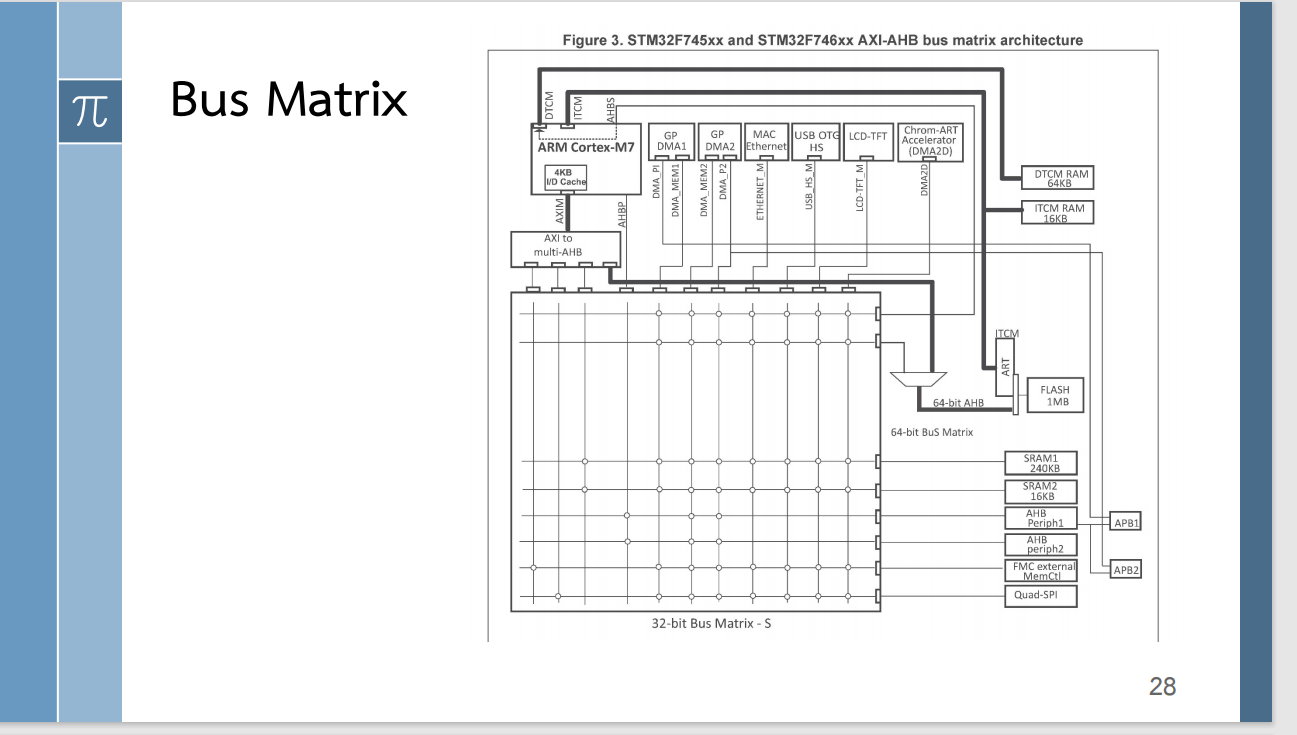 Figure 3. STM32F745xx and STM32F746xx AXI-AHB bus matrix architecture
π
Bus Matrix
DTCM
ITCM
AHBS
ARM Cortex-M7
4KB
I/D Cache
GP
DMA1
GP
DMA2
MAC
Ethernet
USB OTG
HS
LCD-TFT
Chrom-ART
Accelerator
(DMA2D)
DTCM RAM
64KB
ITCM RAM
16KB
AXIM
AHBP
DMA_PI
DMA_MEM1
DMA_MEM2
DMA_P2
ETHERNET_M
USB_HS_M
LCD-TFT_M
DMA2D
AXI to
multi-AHB
ITCM
ART
FLASH
1MB
64-bit AHB
64-bit BuS Matrix
SRAM1
240KB
SRAM2
16KB
AHB
Periph1
APB1
AHB
periph2
FMC external
MemCtl
APB2
Quad-SPI
32-bit Bus Matrix - S
28